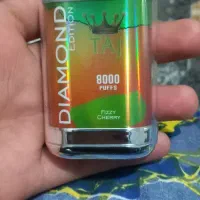 DIAMOND
EDITION
TAJ
8000
PUFFS
FIZZY
CHERRY